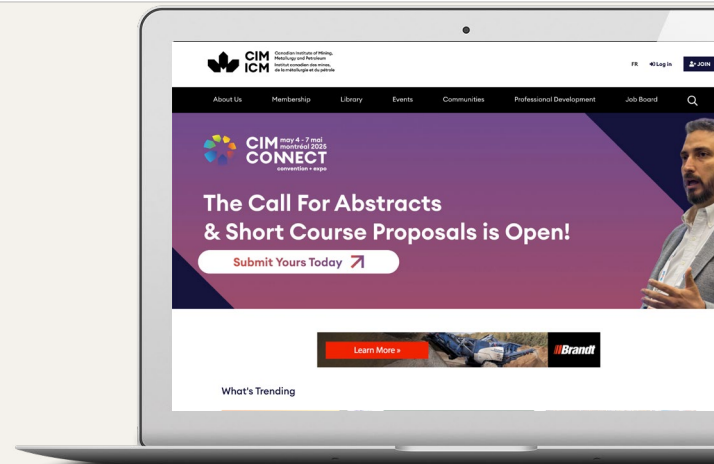 CIM
ICM
Canadian Institute of Mining,
Metallurgy and Petroleum
Institut canadien des mines,
de la métallurgie et du pétrole
FR Log in JOIN
About Us Membership Library Events Communities Professional Development Job Board
CIM may 4 - 7 mai
montréal 2025
CONNECT
convention + expo
The Call For Abstracts
& Short Course Proposals is Open!
Submit Yours Today
Learn More »
Brandt
What's Trending